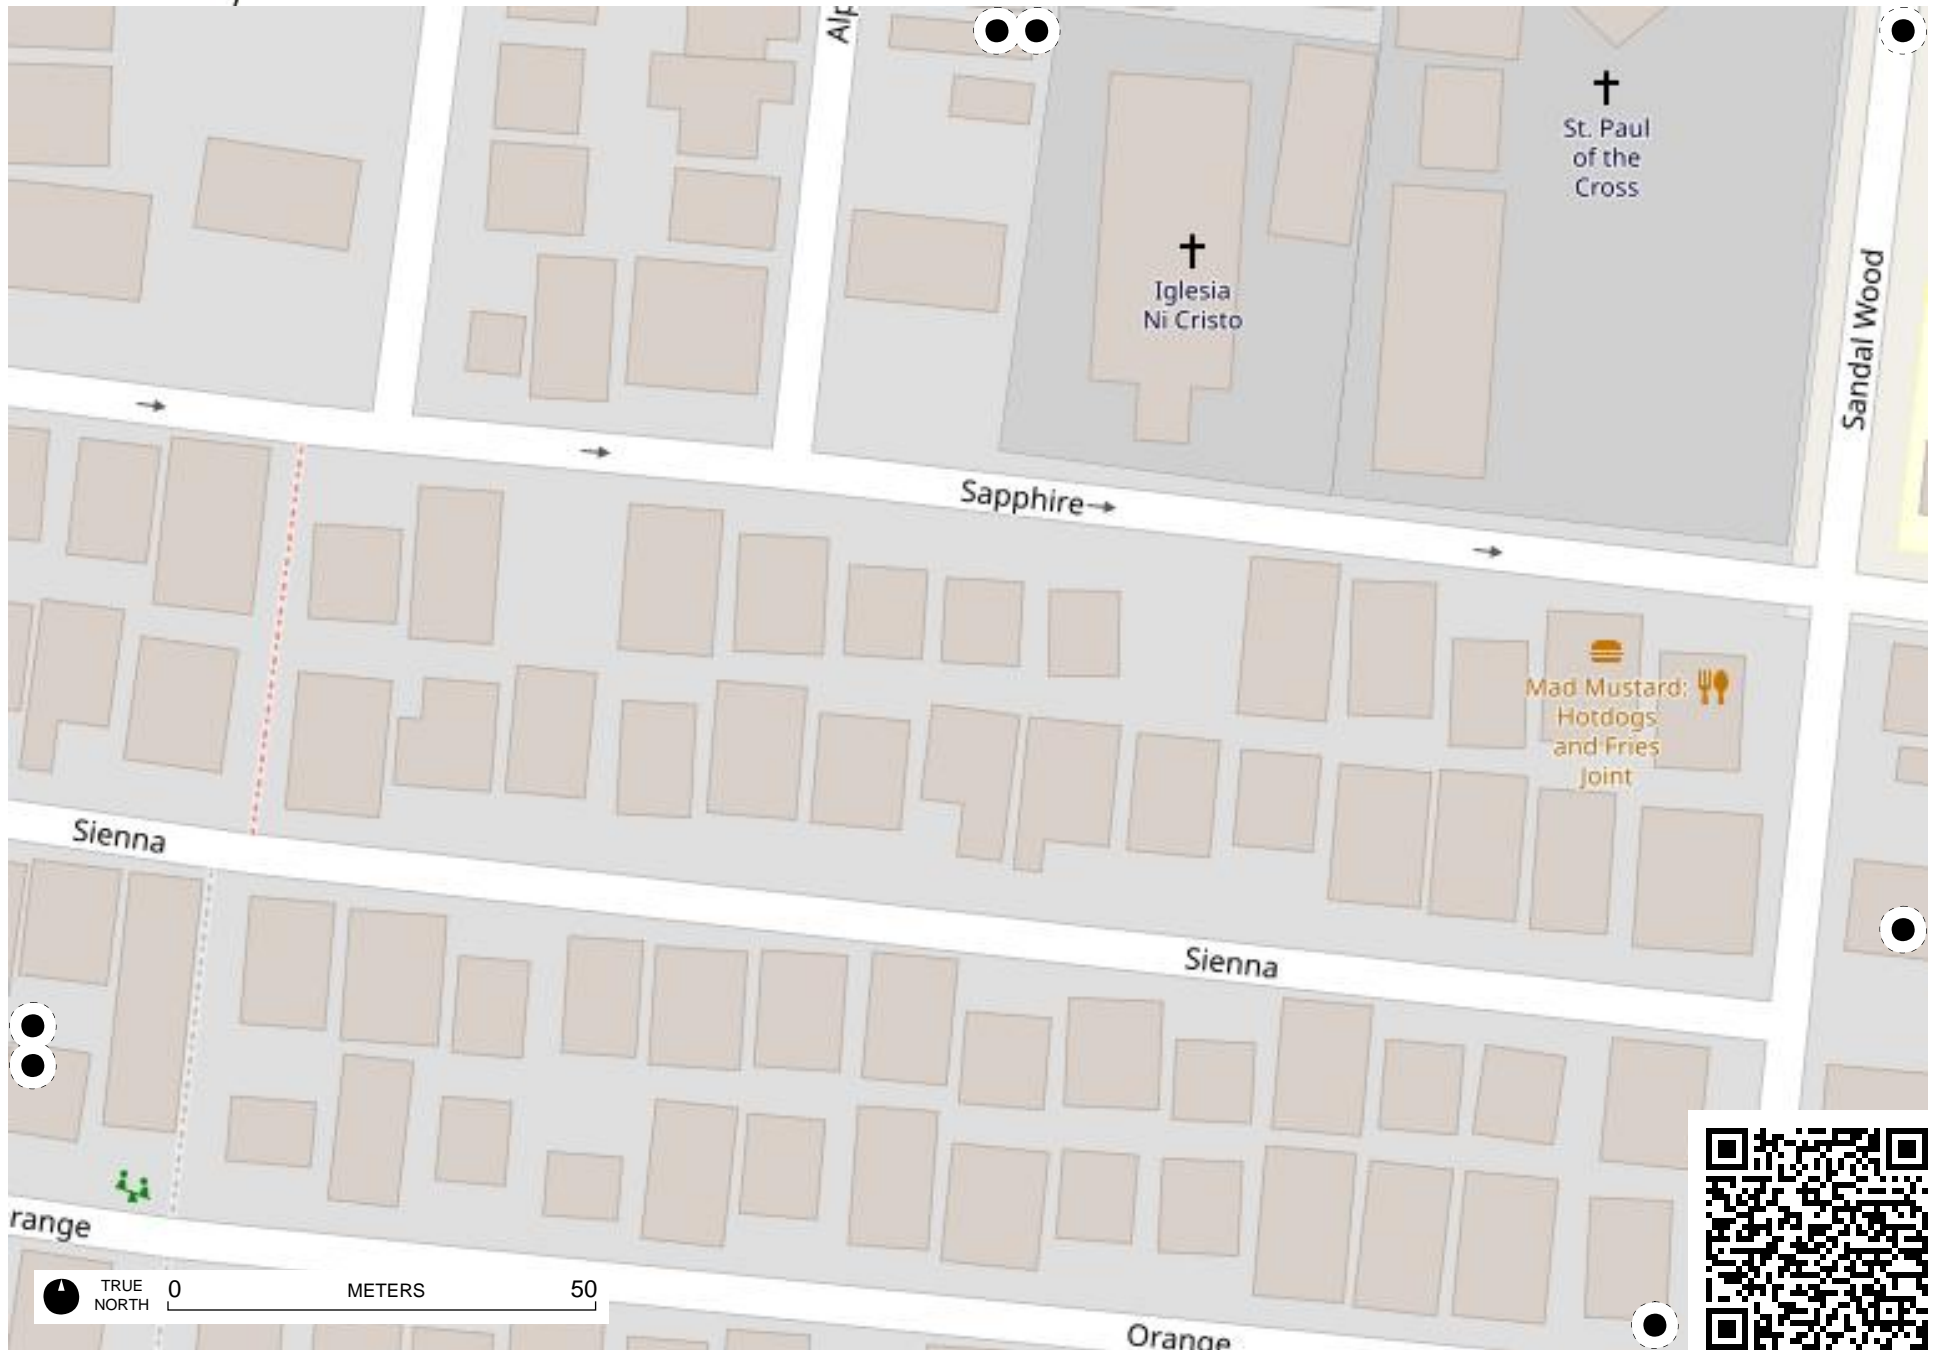 St. Paul
of the
Cross
Iglesia
Ni Cristo
Sandal Wood
Sapphire
Mad Mustard:
Hotdogs
and Fries
Joint
Sienna
Sienna
TRUE
NORTH
0 METERS 50
Orange